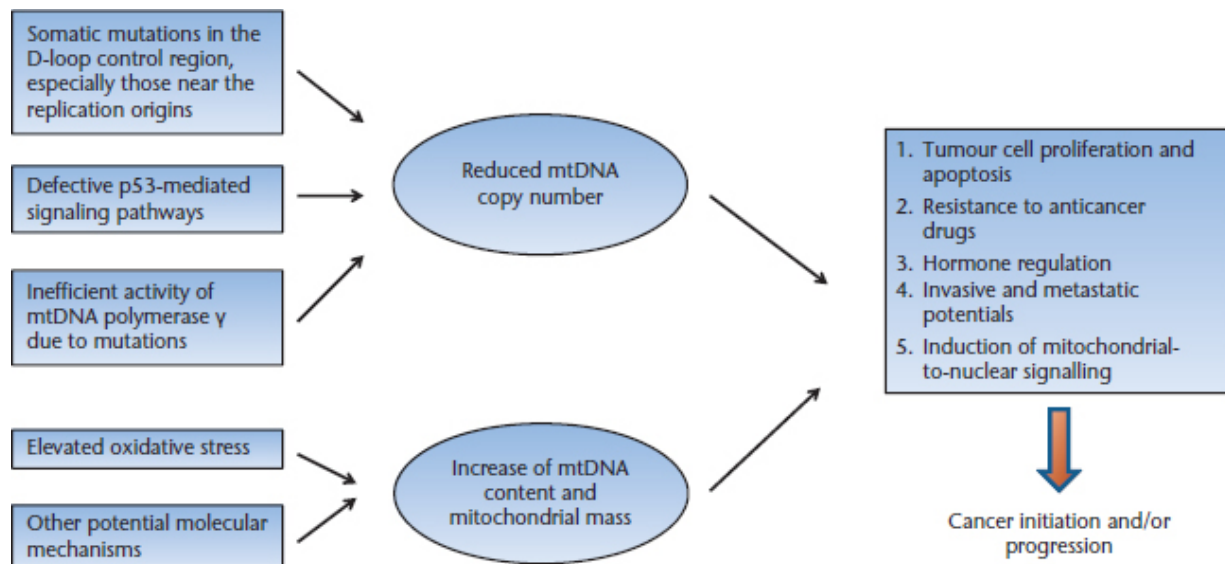 Somatic mutations in the
D-loop control region,
especially those near the
replication origins
Defective p53-mediated
signaling pathways
Inefficient activity of
mtDNA polymerase γ
due to mutations
Elevated oxidative stress
Other potential molecular
mechanisms
Reduced mtDNA
copy number
Increase of mtDNA
content and
mitochondrial mass
1. Tumour cell proliferation and
apoptosis
2. Resistance to anticancer
drugs
3. Hormone regulation
4. Invasive and metastatic
potentials
5. Induction of mitochondrial-
to-nuclear signalling
Cancer initiation and/or
progression